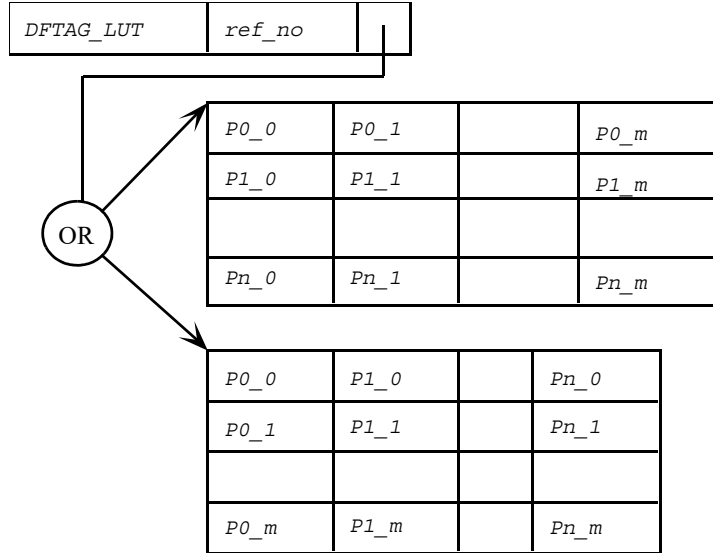 DFTAG_LUT ref_no
P0_0 P0_1 P0_m
P1_0 P1_1 P1_m
OR
Pn_0 Pn_1 Pn_m
P0_0 P1_0 Pn_0
P0_1 P1_1 Pn_1
P0_m P1_m Pn_m